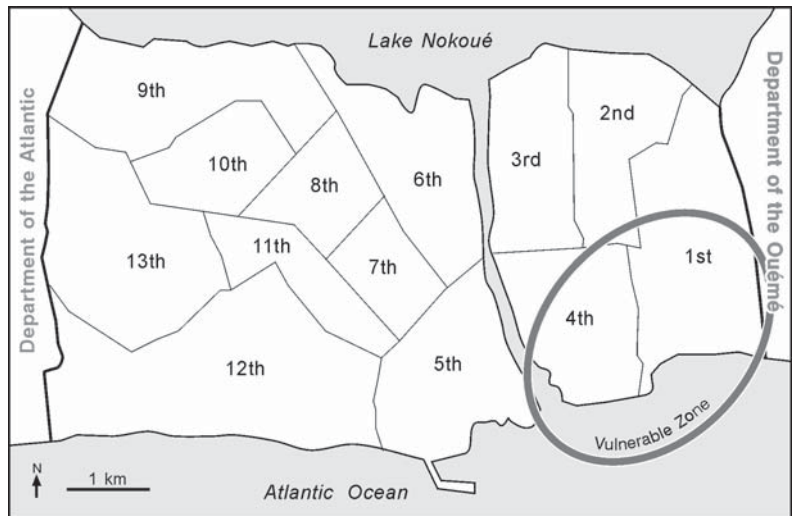 Lake Nokoué
Department of the Atlantic
Department of the Ouémé
9th
10th
8th
6th
3rd
2nd
13th
11th
7th
1st
4th
12th
5th
Vulnerable Zone
N
1 km
Atlantic Ocean